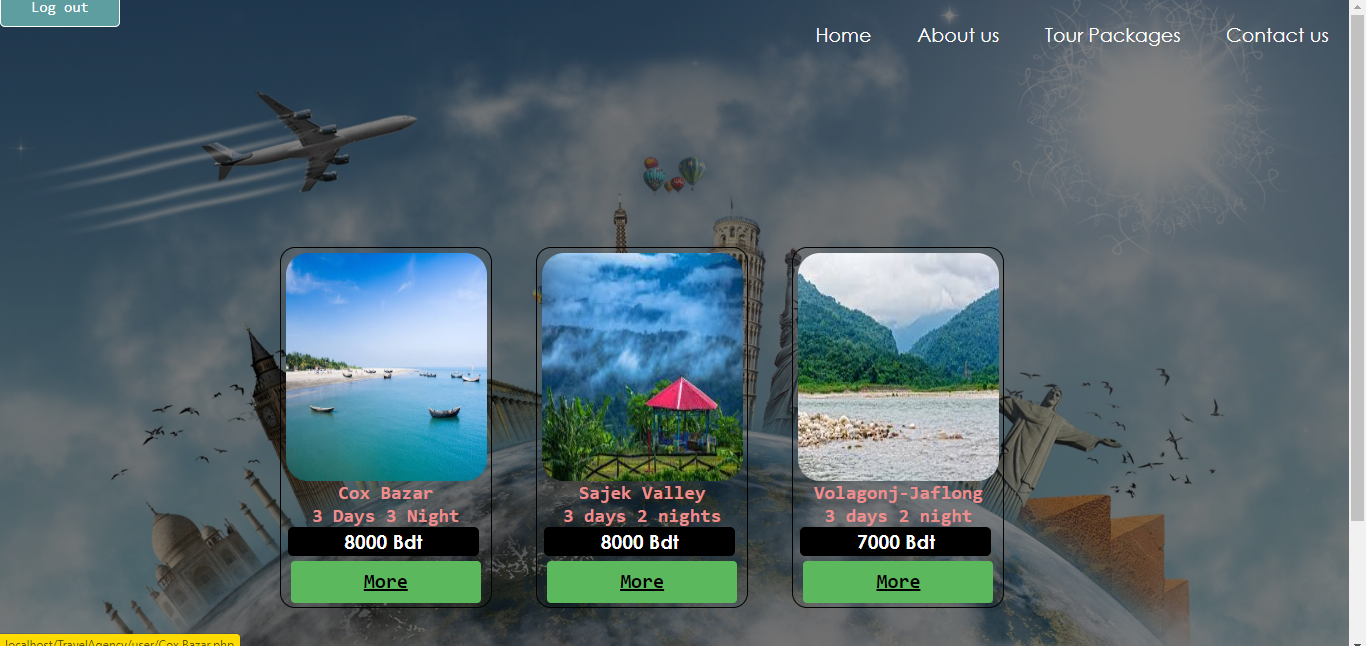 Log out
Home About us Tour Packages Contact us
Cox Bazar
3 Days 3 Night
8000 Bdt
More
Sajek Valley
3 days 2 nights
8000 Bdt
More
Volagonj-Jaflong
3 days 2 night
7000 Bdt
More
localhost/TravelAgency/user/Cox Bazar.php